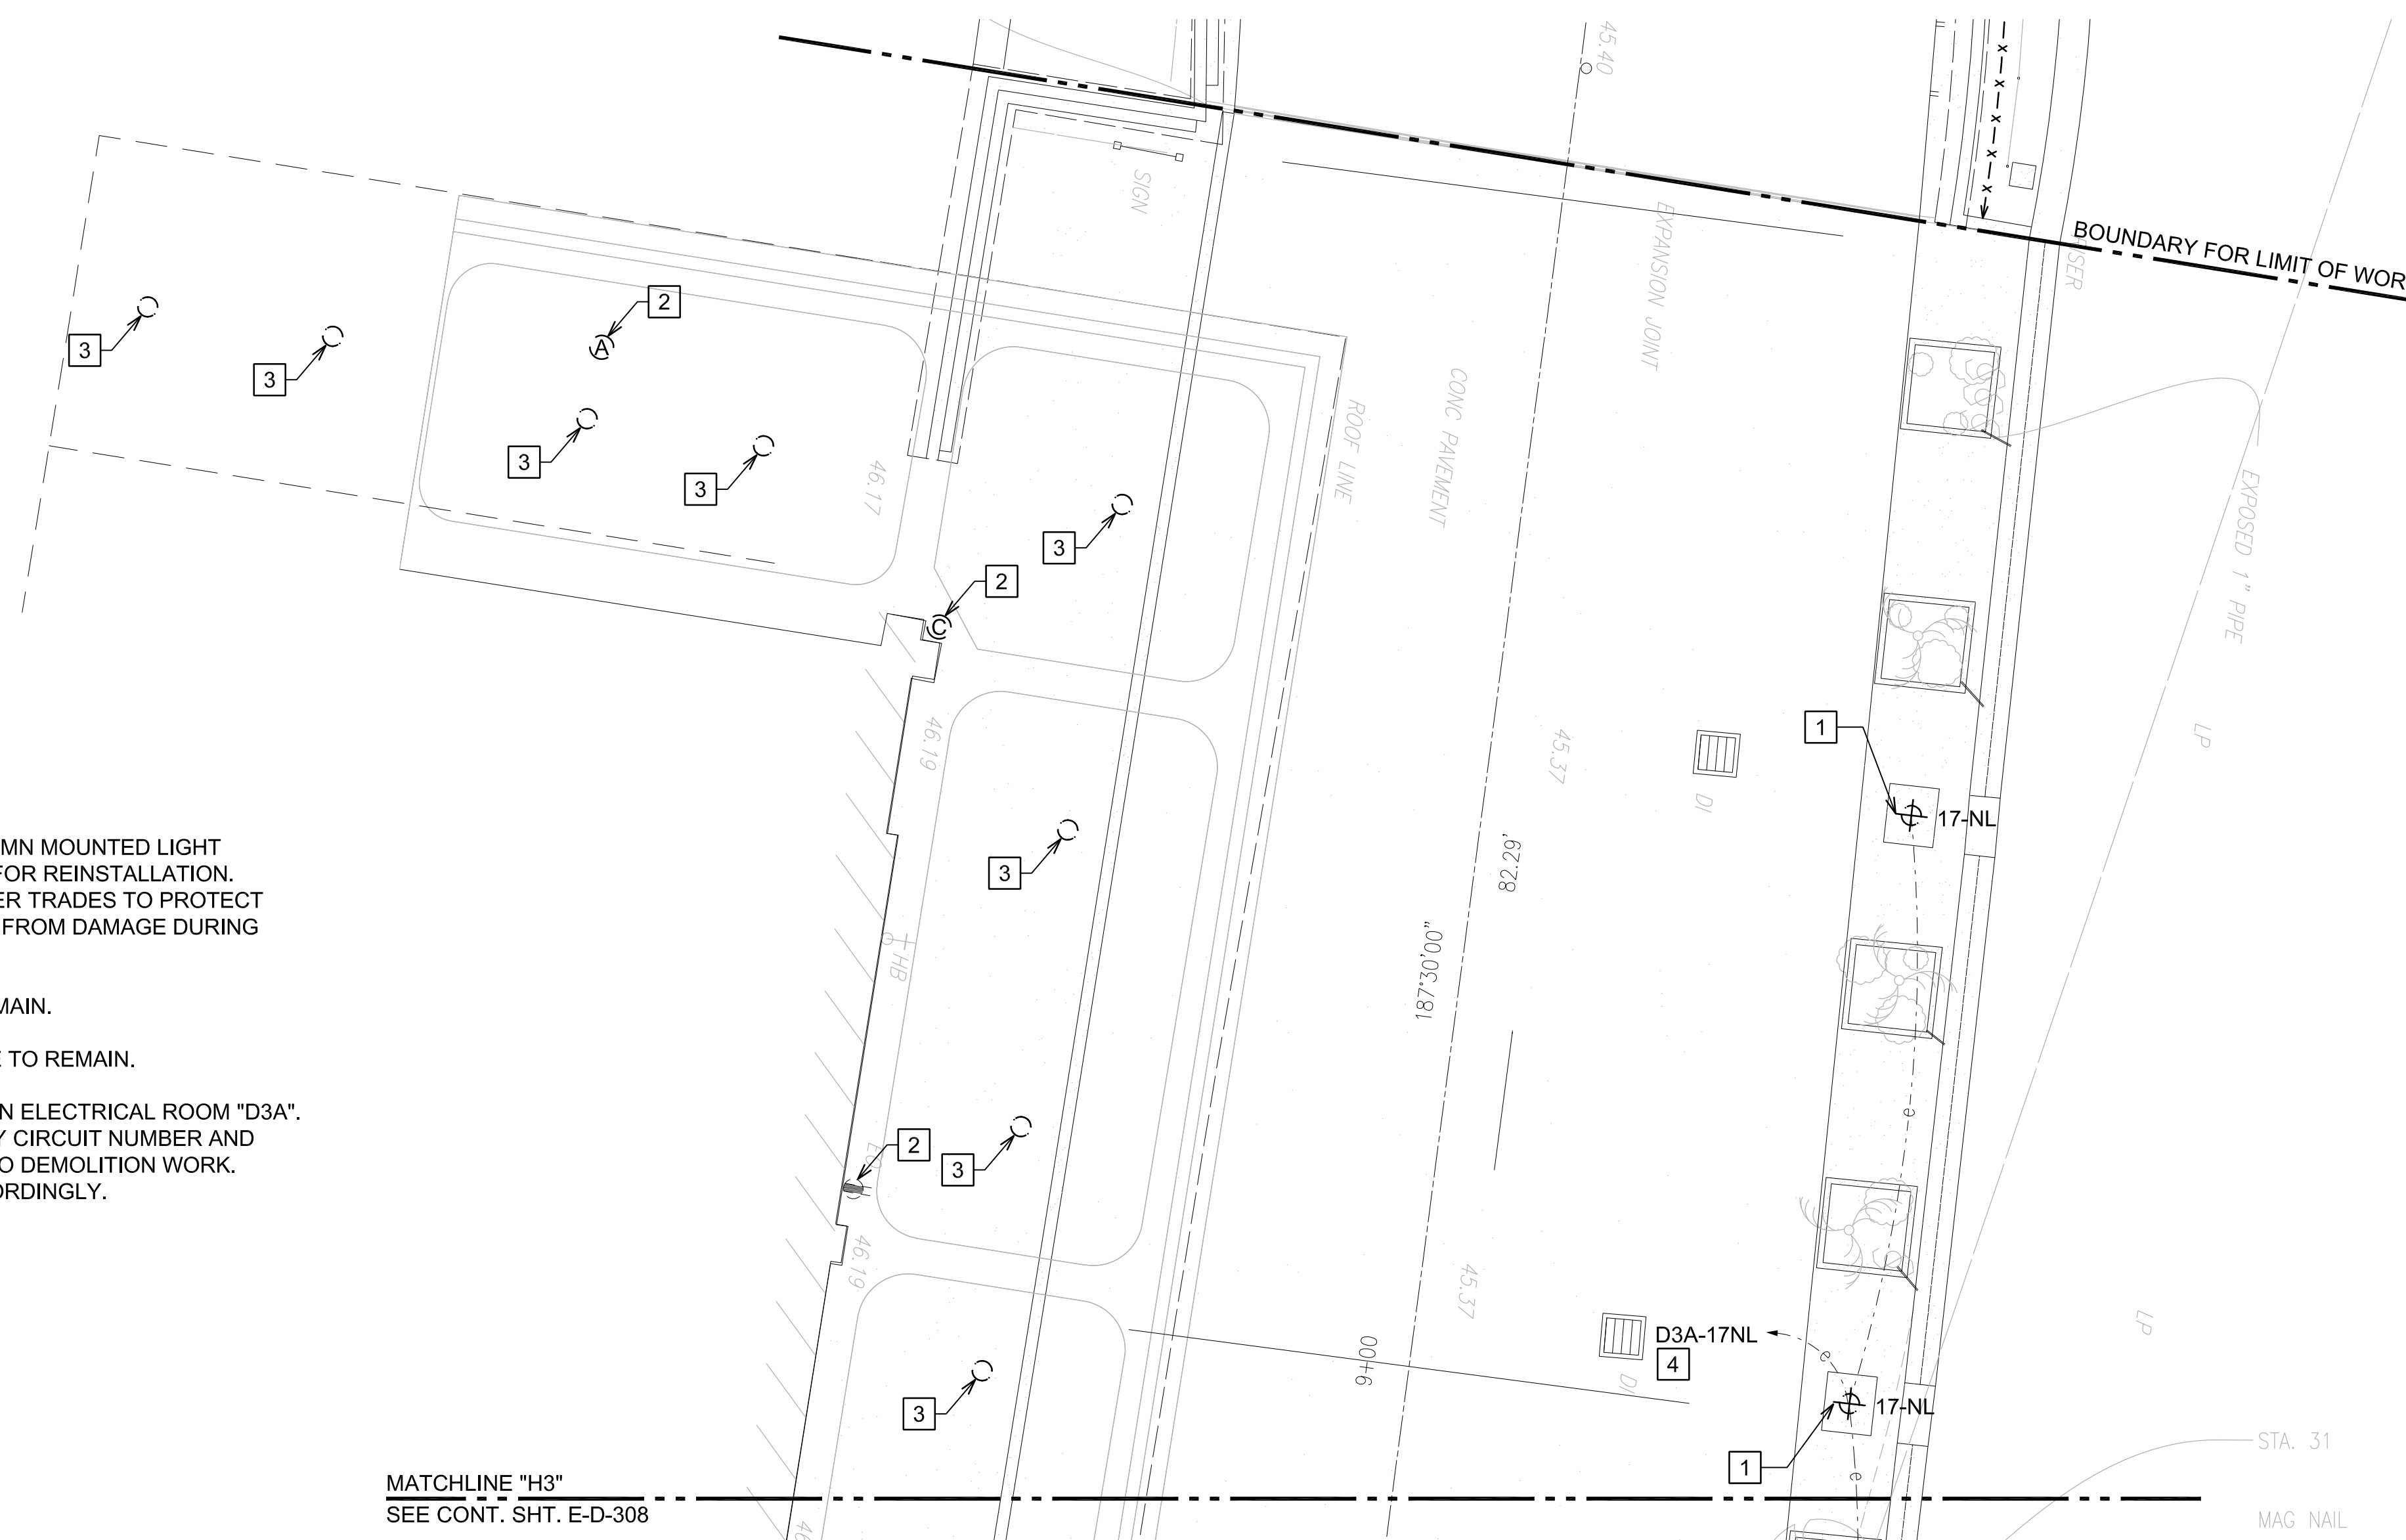 45.40
x
x
x
x
x
SIGN
EXPANSION JOINT
BOUNDARY FOR LIMIT OF WOR
2
3
3
A
3
3
46.17
ROOF LINE
CONC PAVEMENT
3
2
C
EXPOSED 1" PIPE
46.19
45.37
DI
1
17-NL
LP
MN MOUNTED LIGHT
FOR REINSTALLATION.
ER TRADES TO PROTECT
FROM DAMAGE DURING
3
82.29'
187°30'00"
HB
MAIN.
E TO REMAIN.
N ELECTRICAL ROOM "D3A".
Y CIRCUIT NUMBER AND
O DEMOLITION WORK.
ORDINGLY.
2
3
e
46.19
45.37
D3A-17NL
4
e
DI
LP
9+00
3
17-NL
1
e
STA. 31
MATCHLINE "H3"
SEE CONT. SHT. E-D-308
MAG NAIL